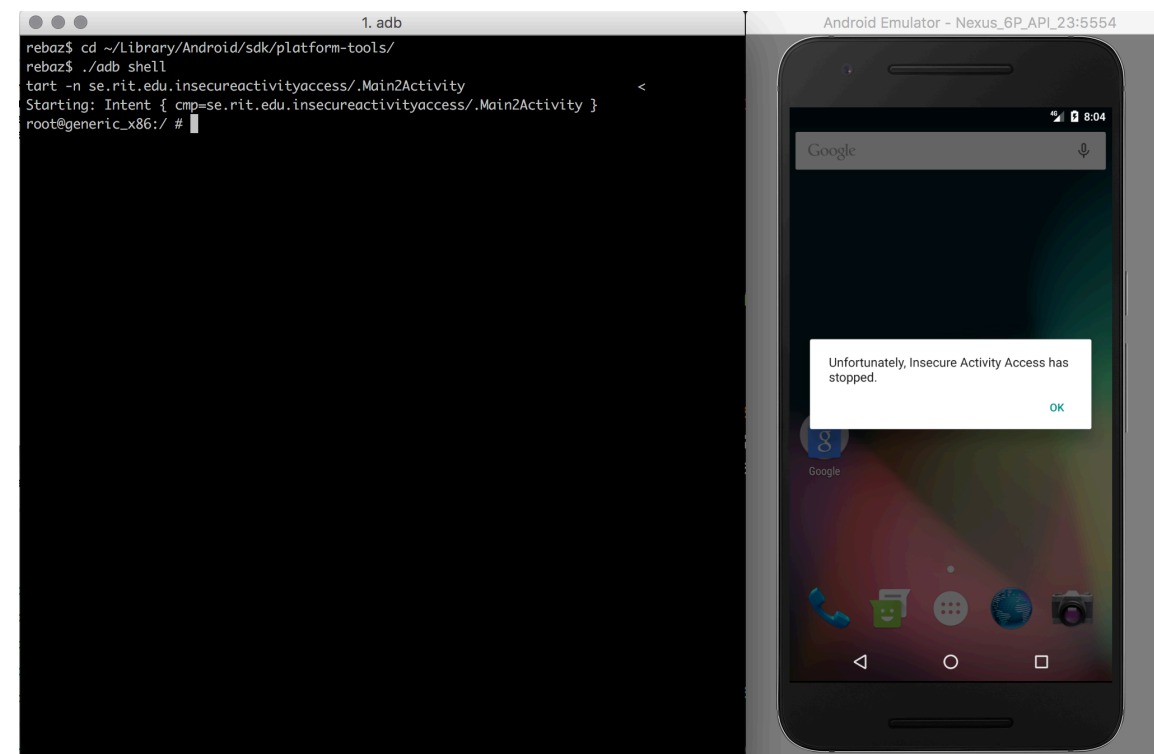 1. adb
rebaz$ cd ~/Library/Android/sdk/platform-tools/
rebaz$ ./adb shell
tart -n se.rit.edu.insecureactivityaccess/.Main2Activity <
Starting: Intent { cmp=se.rit.edu.insecureactivityaccess/.Main2Activity }
root@generic_x86:/ #
Android Emulator - Nexus_6P_API_23:5554
4G 8:04
Google
Unfortunately, Insecure Activity Access has
stopped.
OK
g
Google